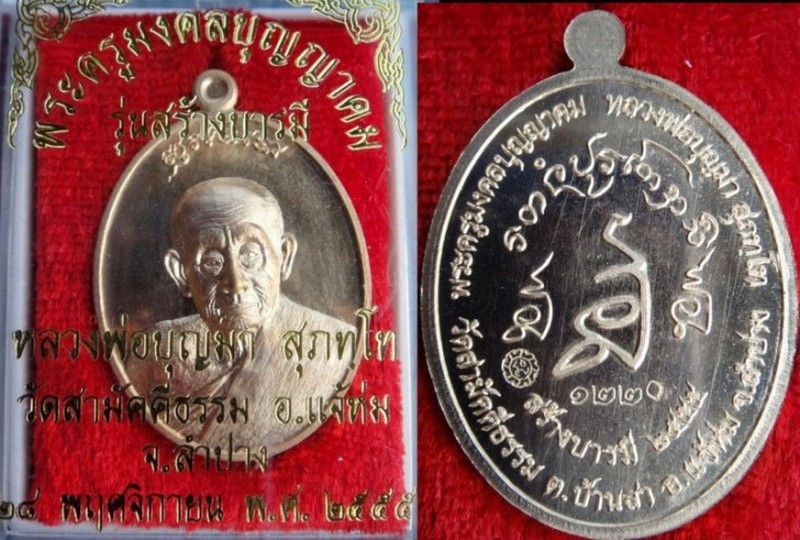 พระครูมงคลบุญญาคม
รุ่นสร้างบารมี
หลวงพ่อบุญมา สุภทฺโท
วัดสามัคคีธรรม อ.แจ้ห่ม
จ.ลำปาง
๒๘ พฤศจิกายน พ.ศ. ๒๕๕๕
พระครูมงคลบุญญาคม หลวงพ่อบุญมา สุภทฺโท
๑๒๒๐
สร้างบารมี ๒๕๕๕
วัดสามัคคีธรรม ต.บ้านสา อ.แจ้ห่ม จ.ลำปาง